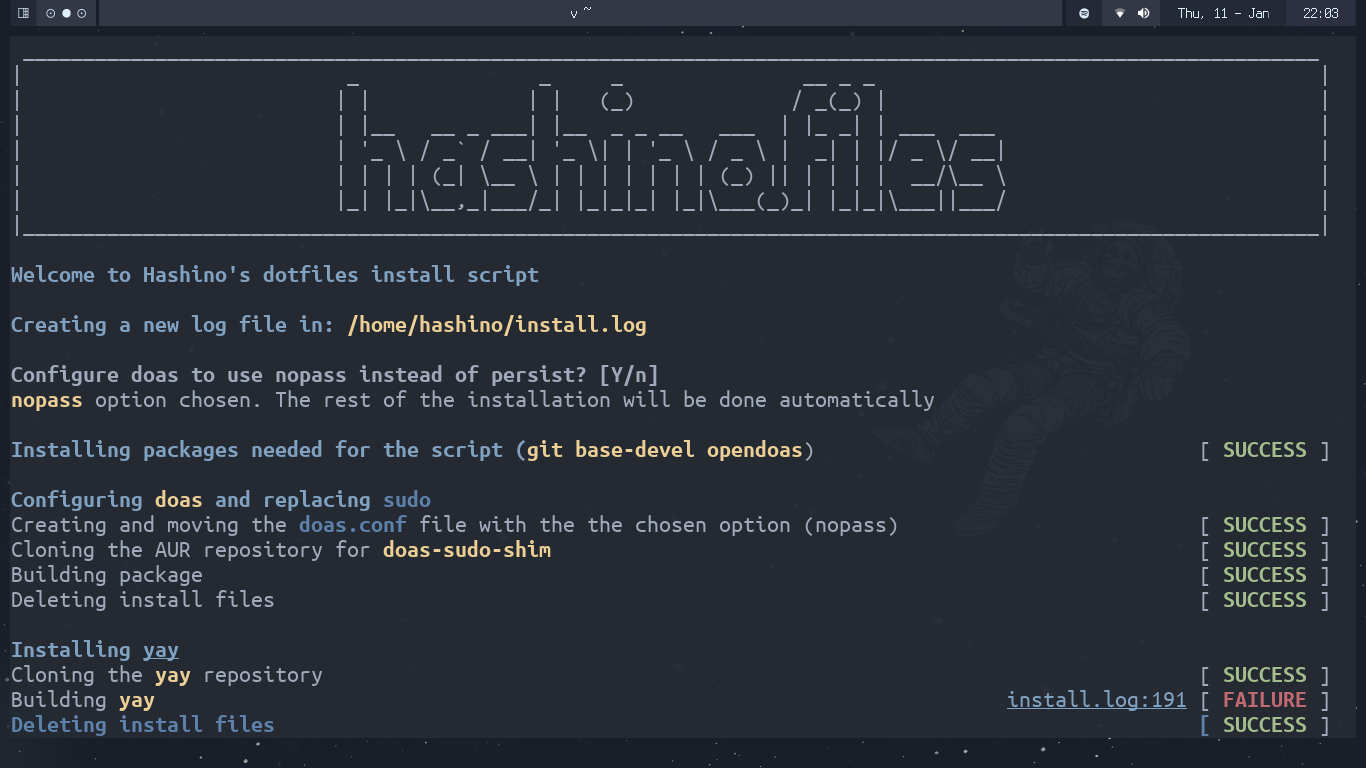 v ~
Thu, 11 - Jan
22:03
hashinofiles
Welcome to Hashino's dotfiles install script
Creating a new log file in: /home/hashino/install.log
Configure doas to use nopass instead of persist? [Y/n]
nopass option chosen. The rest of the installation will be done automatically
Installing packages needed for the script (git base-devel opendoas) [ SUCCESS ]
Configuring doas and replacing sudo
Creating and moving the doas.conf file with the the chosen option (nopass) [ SUCCESS ]
Cloning the AUR repository for doas-sudo-shim [ SUCCESS ]
Building package [ SUCCESS ]
Deleting install files [ SUCCESS ]
Installing yay
Cloning the yay repository [ SUCCESS ]
Building yay install.log:191 [ FAILURE ]
Deleting install files [ SUCCESS ]